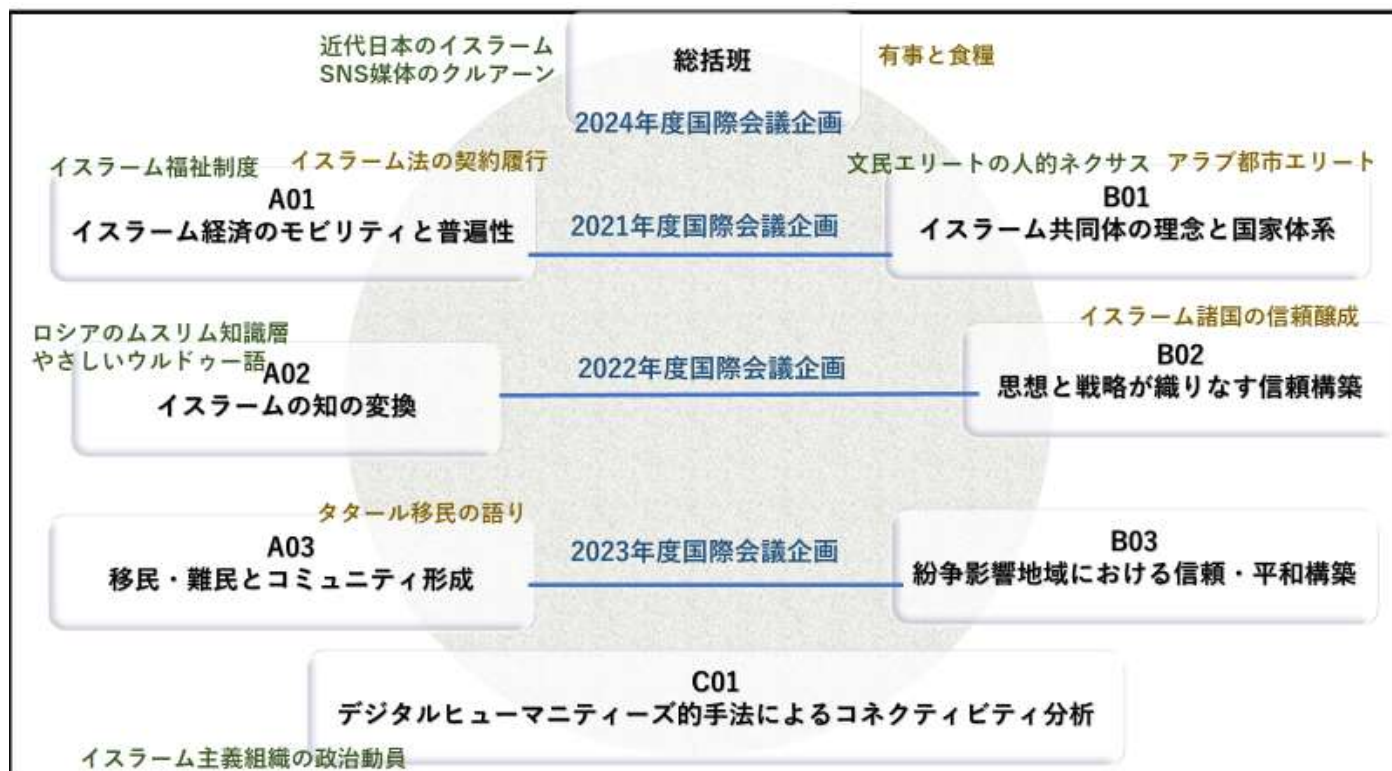 近代日本のイスラーム
SNS媒体のクルアーン
総括班
有事と食糧
2024年度国際会議企画
イスラーム福祉制度
イスラーム法の契約履行
文民エリートの人的ネクサス
アラブ都市エリート
A01
イスラーム経済のモビリティと普遍性
2021年度国際会議企画
B01
イスラーム共同体の理念と国家体系
ロシアのムスリム知識層
やさしいウルドゥー語
A02
イスラームの知の変換
2022年度国際会議企画
イスラーム諸国の信頼醸成
B02
思想と戦略が織りなす信頼構築
タタール移民の語り
A03
移民・難民とコミュニティ形成
2023年度国際会議企画
B03
紛争影響地域における信頼・平和構築
C01
デジタルヒューマニティーズ的手法によるコネクティビティ分析
イスラーム主義組織の政治動員